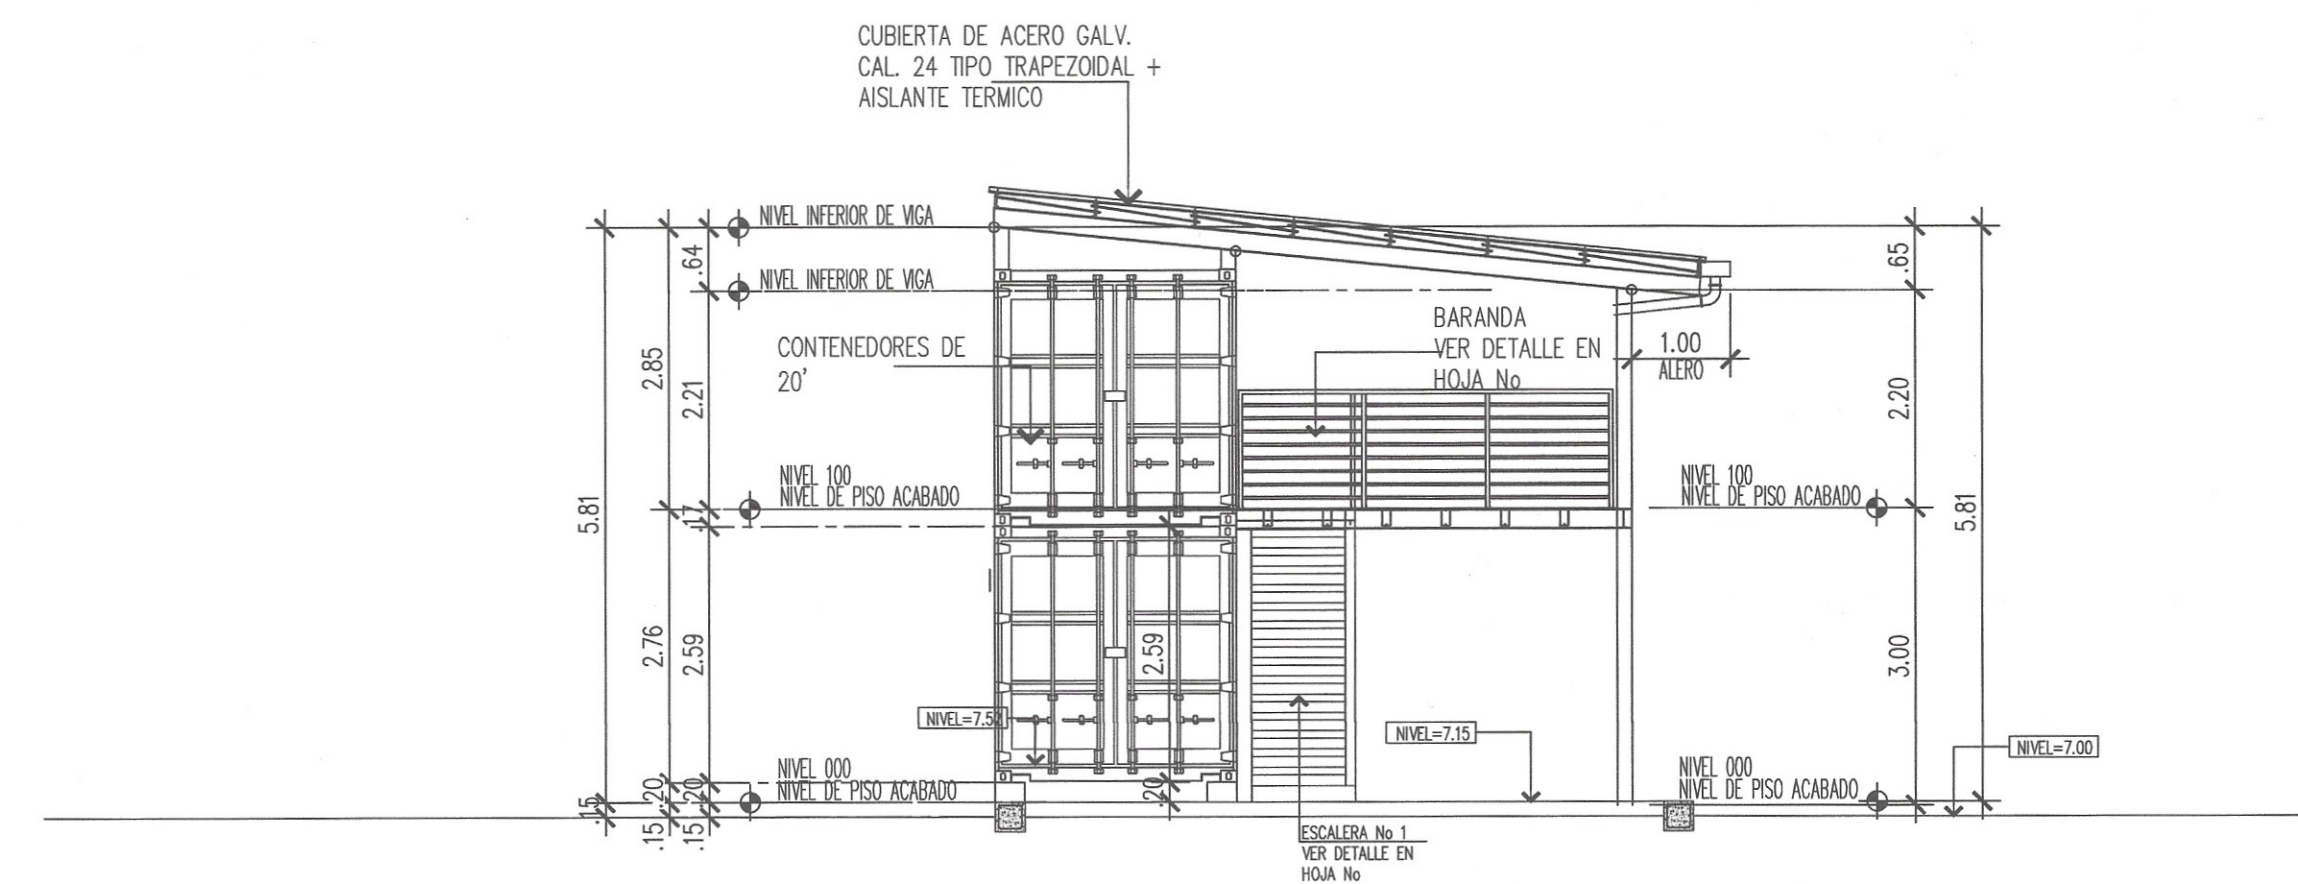 CUBIERTA DE ACERO GALV.
CAL. 24 TIPO TRAPEZOIDAL +
AISLANTE TERMICO
NIVEL INFERIOR DE VIGA
.64
.65
NIVEL INFERIOR DE VIGA
CONTENEDORES DE
20'
BARANDA
VER DETALLE EN
HOJA No
1.00
ALERO
2.85
2.21
2.20
NIVEL 100
NIVEL DE PISO ACABADO
NIVEL 100
NIVEL DE PISO ACABADO
5.81
.17
5.81
2.76
2.59
2.59
3.00
NIVEL=7.52
NIVEL=7.15
NIVEL=7.00
NIVEL 000
NIVEL DE PISO ACABADO
NIVEL 000
NIVEL DE PISO ACABADO
.15
.20
.20
.20
.15
.15
ESCALERA No 1
VER DETALLE EN
HOJA No